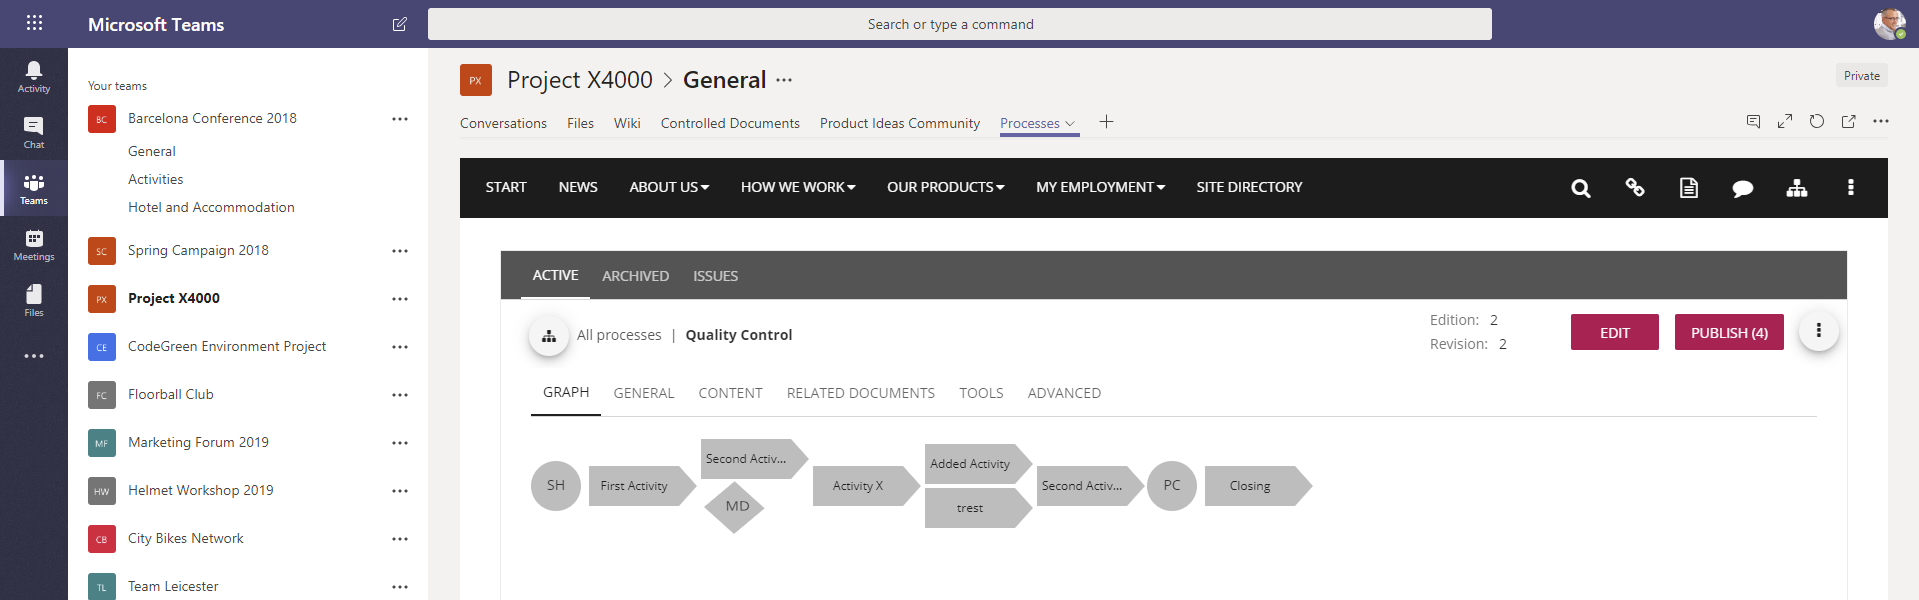 Microsoft Teams
Search or type a command
Activity
Chat
Teams
Meetings
Files
Your teams
BC Barcelona Conference 2018
General
Activities
Hotel and Accommodation
SC Spring Campaign 2018
PX Project X4000
CE CodeGreen Environment Project
FC Floorball Club
MF Marketing Forum 2019
HW Helmet Workshop 2019
CB City Bikes Network
TL Team Leicester
PX Project X4000 > General
Private
Conversations Files Wiki Controlled Documents Product Ideas Community Processes
START NEWS ABOUT US HOW WE WORK OUR PRODUCTS MY EMPLOYMENT SITE DIRECTORY
ACTIVE ARCHIVED ISSUES
All processes | Quality Control
Edition: 2
Revision: 2
EDIT
PUBLISH (4)
GRAPH GENERAL CONTENT RELATED DOCUMENTS TOOLS ADVANCED
SH
First Activity
Second Activ...
MD
Activity X
Added Activity
trest
Second Activ...
PC
Closing